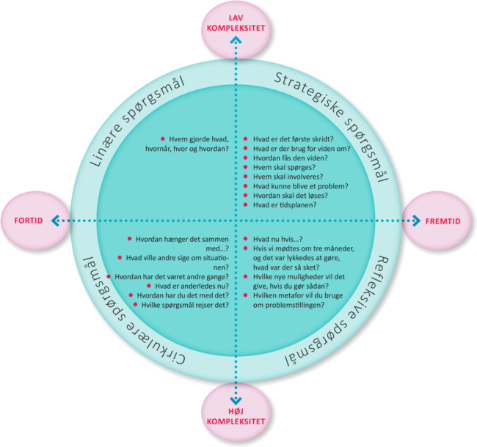 LAV
KOMPLEKSITET
Linære spørgsmål
Strategiske spørgsmål
Hvem gjorde hvad,
hvornår, hvor og hvordan?
Hvad er det første skridt?
Hvad er der brug for viden om?
Hvordan fås den viden?
Hvem skal spørges?
Hvem skal involveres?
Hvad kunne blive et problem?
Hvordan skal det løses?
Hvad er tidsplanen?
FORTID
FREMTID
Hvordan hænger det sammen
med...?
Hvad ville andre sige om situatio-
nen?
Hvordan har det været andre gange?
Hvad er anderledes nu?
Hvordan har du det med det?
Hvilke spørgsmål rejser det?
Hvad nu hvis...?
Hvis vi mødtes om tre måneder,
og det var lykkedes at gøre,
hvad var der så sket?
Hvilke nye muligheder vil det
give, hvis du gør sådan?
Hvilken metafor vil du bruge
om problemstillingen?
Cirkulære spørgsmål
Refleksive spørgsmål
HØJ
KOMPLEKSITET